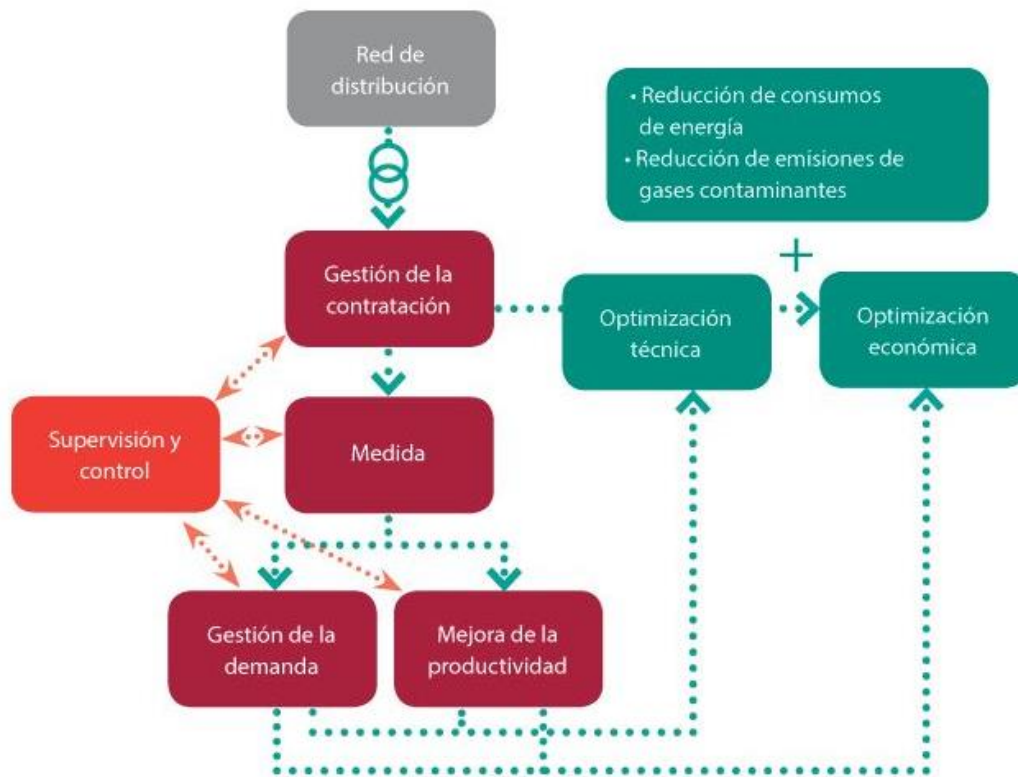 Red de
distribución
• Reducción de consumos
de energía
• Reducción de emisiones de
gases contaminantes
+
Gestión de la
contratación
Optimización
técnica
Optimización
económica
Supervisión y
control
Medida
Gestión de la
demanda
Mejora de la
productividad